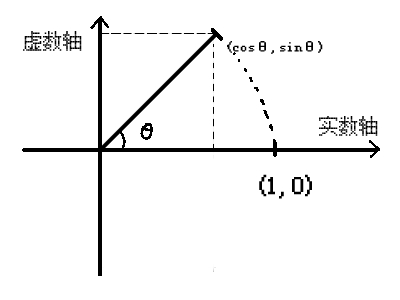 虚数轴
(cosθ,sinθ)
θ
实数轴
(1,0)